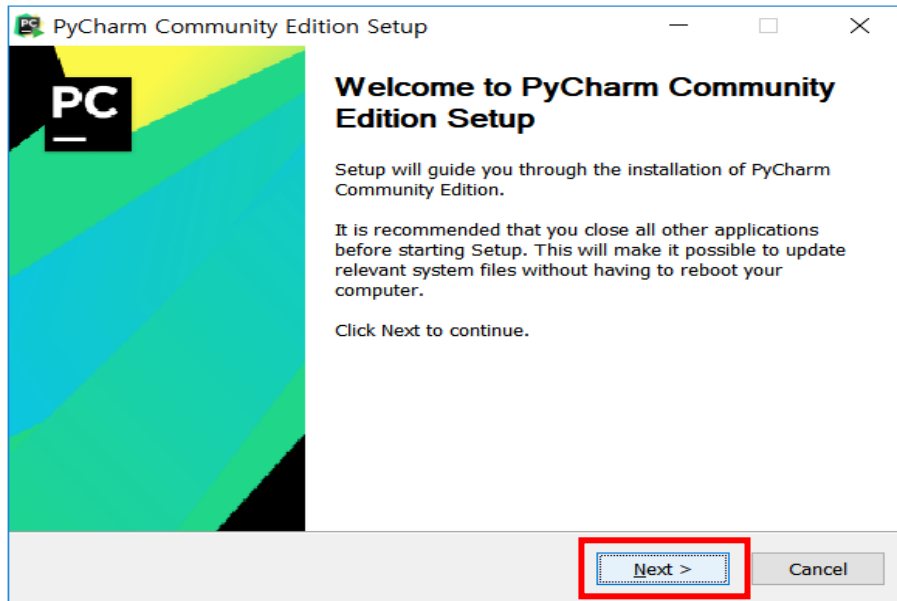 PyCharm Community Edition Setup
PC
Welcome to PyCharm Community
Edition Setup
Setup will guide you through the installation of PyCharm
Community Edition.
It is recommended that you close all other applications
before starting Setup. This will make it possible to update
relevant system files without having to reboot your
computer.
Click Next to continue.
Next >
Cancel